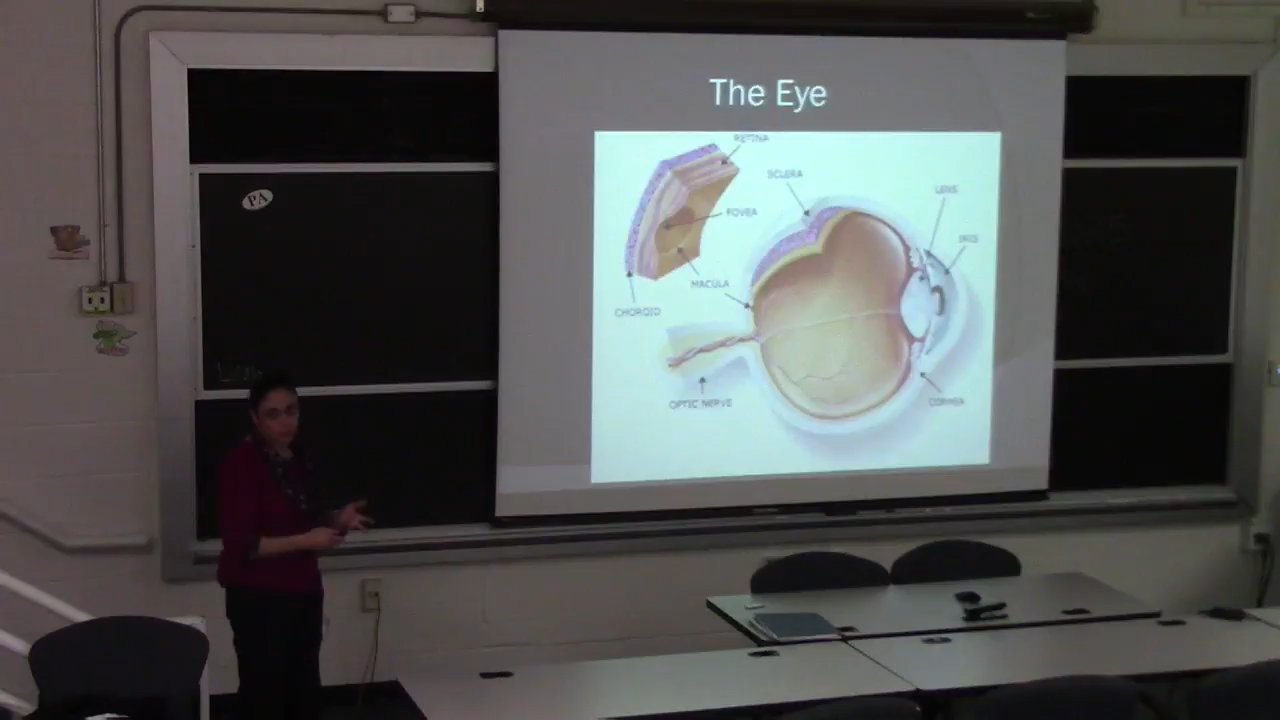 The Eye
RETINA
SCLERA
LENS
FOVEA
IRIS
MACULA
CHOROID
OPTIC NERVE
CORNEA
PA